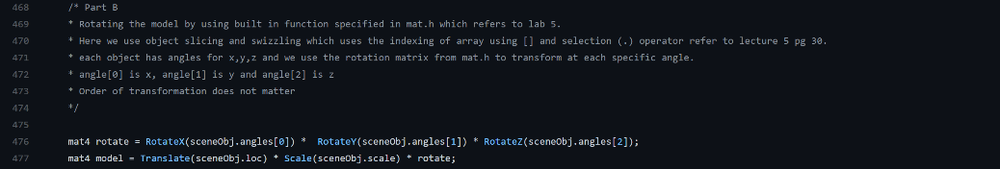 468 /* Part B
469 * Rotating the model by using built in function specified in mat.h which refers to lab 5.
470 * Here we use object slicing and swizzling which uses the indexing of array using [] and selection (.) operator refer to lecture 5 pg 30.
471 * each object has angles for x,y,z and we use the rotation matrix from mat.h to transform at each specific angle.
472 * angle[0] is x, angle[1] is y and angle[2] is z
473 * Order of transformation does not matter
474 */
475
476 mat4 rotate = RotateX(sceneObj.angles[0]) *  RotateY(sceneObj.angles[1]) * RotateZ(sceneObj.angles[2]);
477 mat4 model = Translate(sceneObj.loc) * Scale(sceneObj.scale) * rotate;